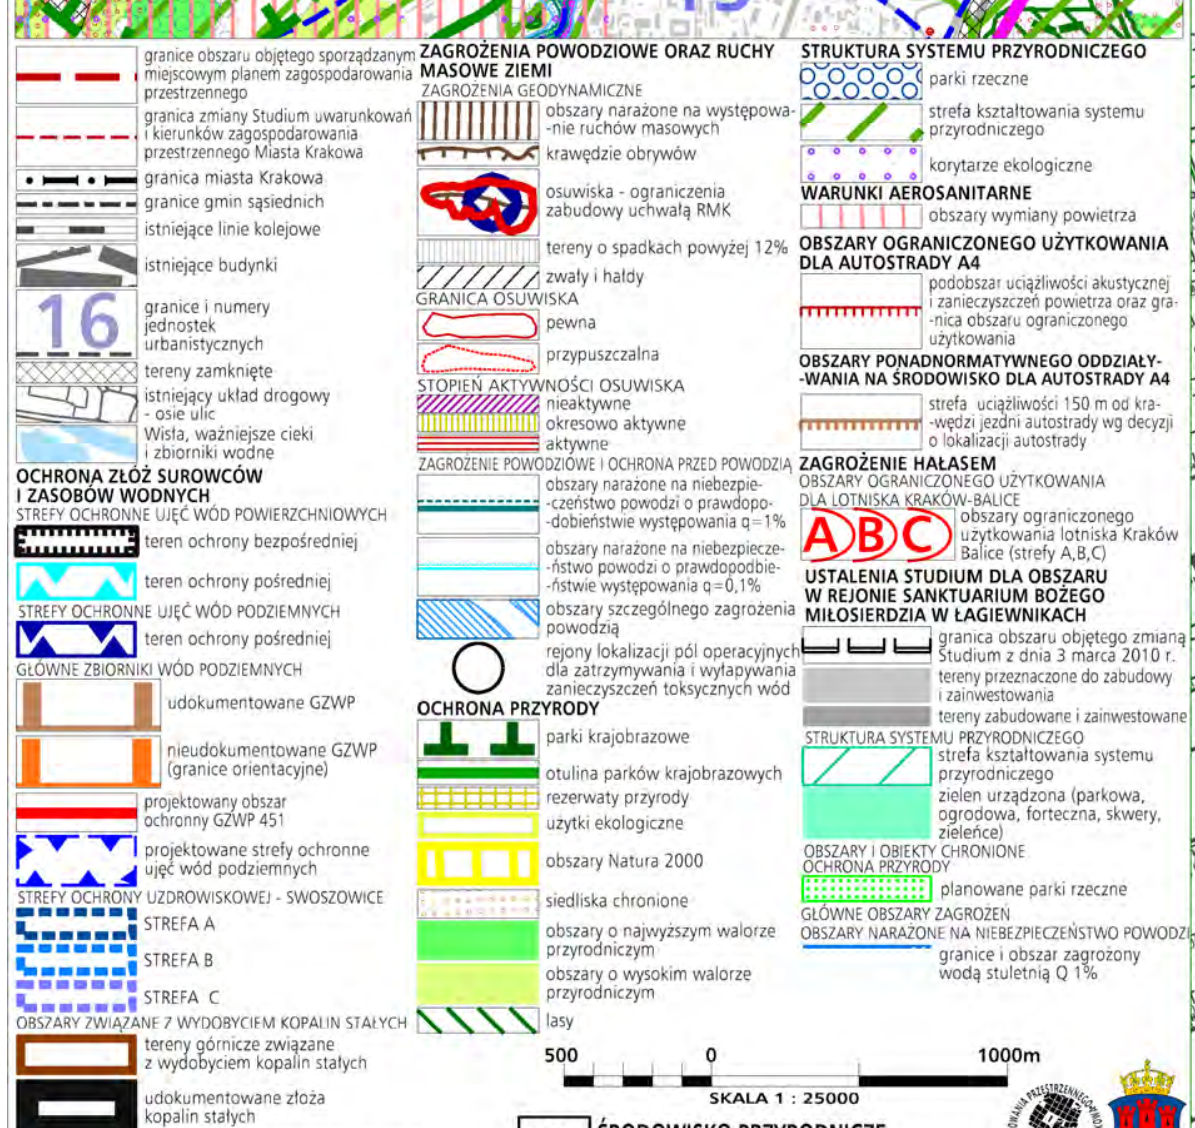 granice obszaru objętego sporządzanym
miejscowym planem zagospodarowania
przestrzennego
granica zmiany Studium uwarunkowań
i kierunków zagospodarowania
przestrzennego Miasta Krakowa
granica miasta Krakowa
granice gmin sąsiednich
istniejące linie kolejowe
istniejące budynki
16
granice i numery
jednostek
urbanistycznych
tereny zamknięte
istniejący układ drogowy
- osie ulic
Wisła, ważniejsze cieki
i zbiorniki wodne
OCHRONA ZŁÓŻ SUROWCÓW
I ZASOBÓW WODNYCH
STREFY OCHRONNE UJĘĆ WÓD POWIERZCHNIOWYCH
teren ochrony bezpośredniej
teren ochrony pośredniej
STREFY OCHRONNE UJĘĆ WÓD PODZIEMNYCH
teren ochrony pośredniej
GŁÓWNE ZBIORNIKI WÓD PODZIEMNYCH
udokumentowane GZWP
nieudokumentowane GZWP
(granice orientacyjne)
projektowany obszar
ochronny GZWP 451
projektowane strefy ochronne
ujęć wód podziemnych
STREFY OCHRONY UZDROWISKOWEJ - SWOSZOWICE
STREFA A
STREFA B
STREFA C
OBSZARY ZWIĄZANE Z WYDOBYCIEM KOPALIN STAŁYCH
tereny górnicze związane
z wydobyciem kopalin stałych
udokumentowane złoża
kopalin stałych
ZAGROŻENIA POWODZIOWE ORAZ RUCHY
MASOWE ZIEMI
ZAGROŻENIA GEODYNAMICZNE
obszary narażone na występowa-
-nie ruchów masowych
krawędzie obrywów
osuwiska - ograniczenia
zabudowy uchwałą RMK
tereny o spadkach powyżej 12%
zwały i hałdy
GRANICA OSUWISKA
pewna
przypuszczalna
STOPIEŃ AKTYWNOŚCI OSUWISKA
nieaktywne
okresowo aktywne
aktywne
ZAGROŻENIE POWODZIOWE I OCHRONA PRZED POWODZIĄ
obszary narażone na niebezpie-
-czeństwo powodzi o prawdopo-
-dobieństwie występowania q=1%
obszary narażone na niebezpiecze-
-ństwo powodzi o prawdopodbie-
-ństwie występowania q=0,1%
obszary szczególnego zagrożenia
powodzią
rejony lokalizacji pól operacyjnych
dla zatrzymywania i wyłapywania
zanieczyszczeń toksycznych wód
OCHRONA PRZYRODY
parki krajobrazowe
otulina parków krajobrazowych
rezerwaty przyrody
użytki ekologiczne
obszary Natura 2000
siedliska chronione
obszary o najwyższym walorze
przyrodniczym
obszary o wysokim walorze
przyrodniczym
lasy
STRUKTURA SYSTEMU PRZYRODNICZEGO
parki rzeczne
strefa kształtowania systemu
przyrodniczego
korytarze ekologiczne
WARUNKI AEROSANITARNE
obszary wymiany powietrza
OBSZARY OGRANICZONEGO UŻYTKOWANIA
DLA AUTOSTRADY A4
podobszar uciążliwości akustycznej
i zanieczyszczeń powietrza oraz gra-
-nica obszaru ograniczonego
użytkowania
OBSZARY PONADNORMATYWNEGO ODDZIAŁY-
-WANIA NA ŚRODOWISKO DLA AUTOSTRADY A4
strefa uciążliwości 150 m od kra-
-wędzi jezdni autostrady wg decyzji
o lokalizacji autostrady
ZAGROŻENIE HAŁASEM
OBSZARY OGRANICZONEGO UŻYTKOWANIA
DLA LOTNISKA KRAKÓW-BALICE
A B C
obszary ograniczonego
użytkowania lotniska Kraków
Balice (strefy A,B,C)
USTALENIA STUDIUM DLA OBSZARU
W REJONIE SANKTUARIUM BOŻEGO
MIŁOSIERDZIA W ŁAGIEWNIKACH
granica obszaru objętego zmianą
Studium z dnia 3 marca 2010 r.
tereny przeznaczone do zabudowy
i zainwestowania
tereny zabudowane i zainwestowane
STRUKTURA SYSTEMU PRZYRODNICZEGO
strefa kształtowania systemu
przyrodniczego
zielen urządzona (parkowa,
ogrodowa, forteczna, skwery,
zieleńce)
OBSZARY I OBIEKTY CHRONIONE
OCHRONA PRZYRODY
planowane parki rzeczne
GŁÓWNE OBSZARY ZAGROŻEŃ
OBSZARY NARAŻONE NA NIEBEZPIECZEŃSTWO POWODZI
granice i obszar zagrożony
wodą stuletnią Q 1%
500 0 1000m
SKALA 1 : 25000
ŚRODOWISKO PRZYRODNICZE